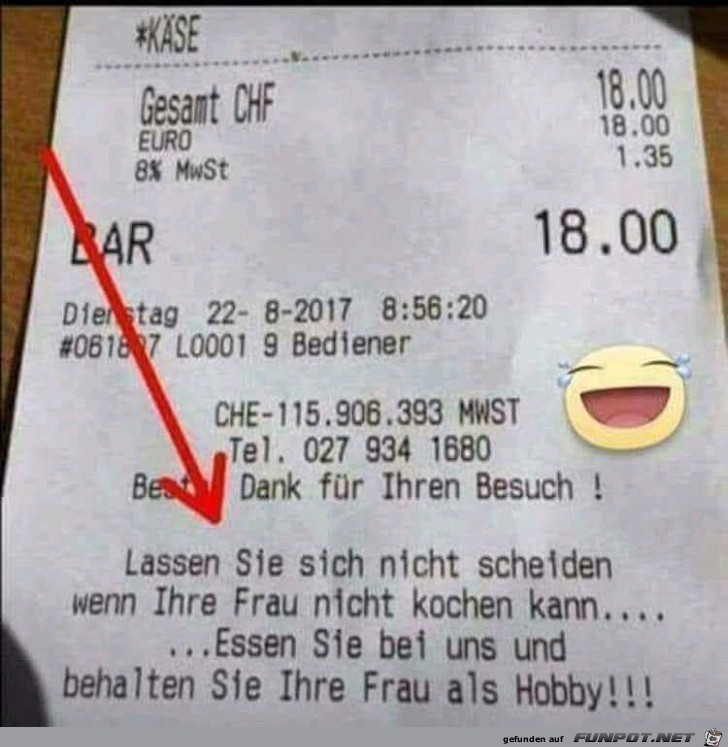 *KÄSE
Gesamt CHF 18.00
EURO 18.00
8% MwSt 1.35
BAR 18.00
Dienstag 22- 8-2017 8:56:20
L0001 9 Bediener
CHE-115.906.393 MWST
Tel. 027 934 1680
Dank für Ihren Besuch !
Lassen Sie sich nicht scheiden
wenn Ihre Frau nicht kochen kann....
...Essen Sie bei uns und
behalten Sie Ihre Frau als Hobby!!!
gefunden auf FUNPOT.NET